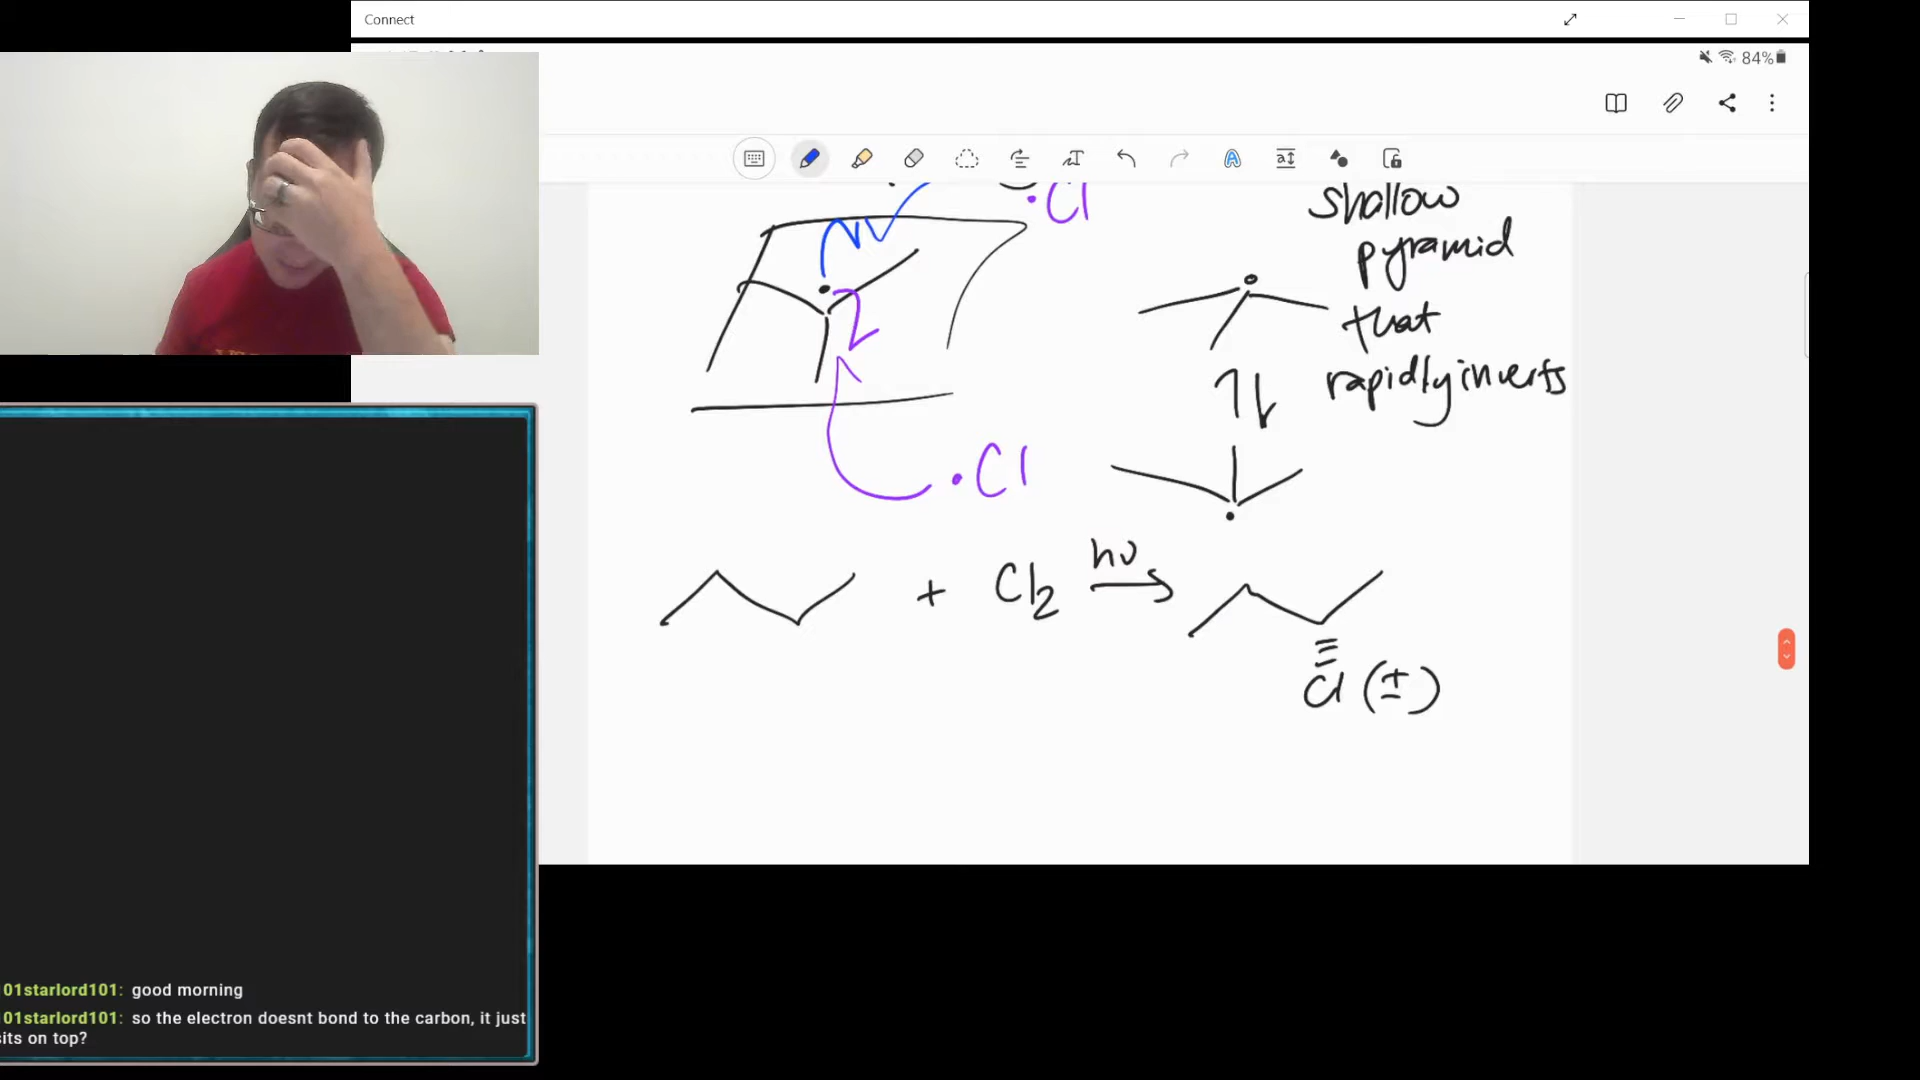 Connect
84%
·Cl
shallow
pyramid
that
rapidly inverts
·Cl
+ Cl2 hν
Cl (±)
01starlord101: good morning
01starlord101: so the electron doesnt bond to the carbon, it just
sits on top?